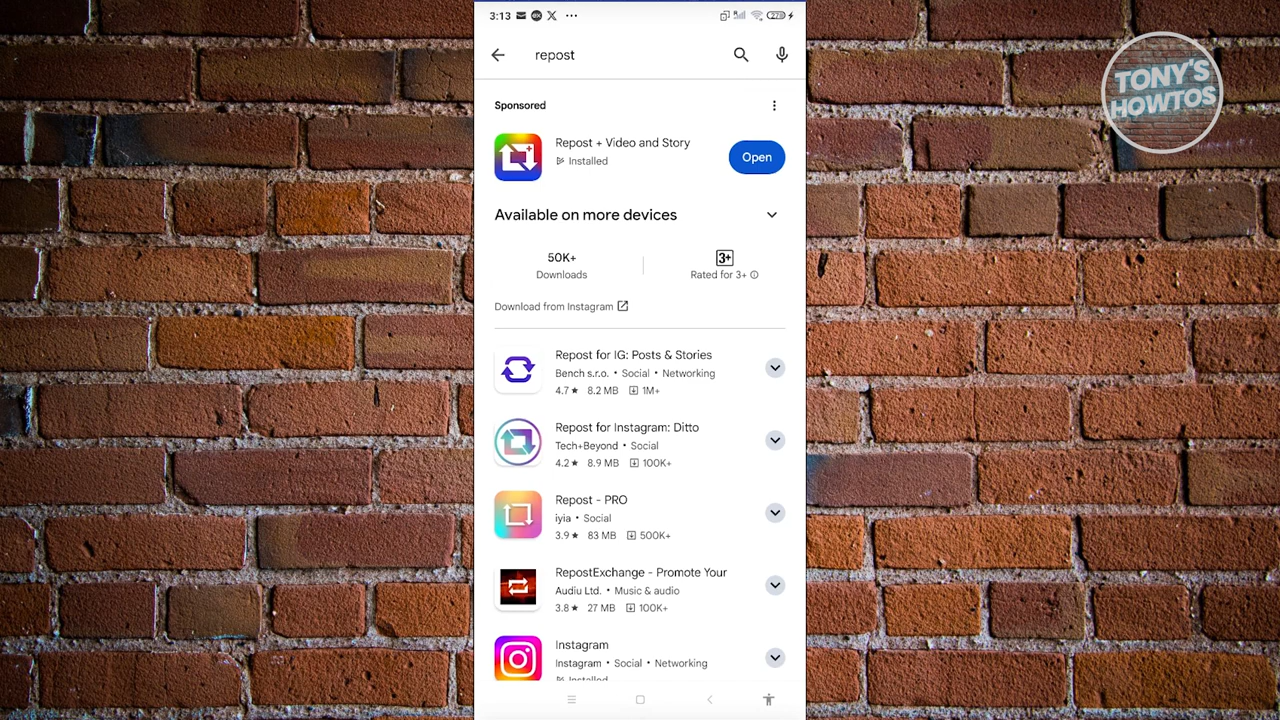 3:13
27
repost
Sponsored
Repost + Video and Story
Installed
Open
Available on more devices
50K+
Downloads
3+
Rated for 3+
Download from Instagram
Repost for IG: Posts & Stories
Bench s.r.o. • Social • Networking
4.7★ 8.2 MB 1M+
Repost for Instagram: Ditto
Tech+Beyond • Social
4.2★ 8.9 MB 100K+
Repost - PRO
iyia • Social
3.9★ 83 MB 500K+
RepostExchange - Promote Your
Audiu Ltd. • Music & audio
3.8★ 27 MB 100K+
Instagram
Instagram • Social • Networking
Installed
TONY'S
HOWTOS